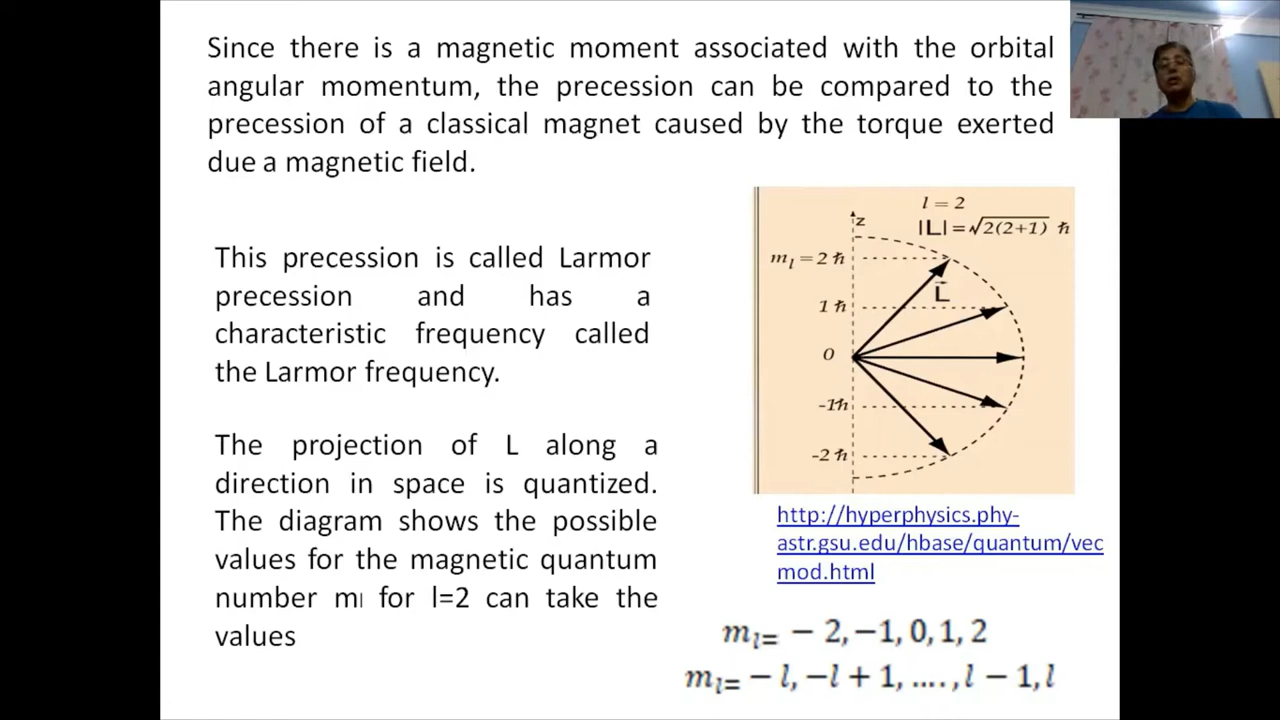 Since there is a magnetic moment associated with the orbital
angular momentum, the precession can be compared to the
precession of a classical magnet caused by the torque exerted
due a magnetic field.
This precession is called Larmor
precession and has a
characteristic frequency called
the Larmor frequency.
The projection of L along a
direction in space is quantized.
The diagram shows the possible
values for the magnetic quantum
number mₗ for l=2 can take the
values
l = 2
|L| = √2(2+1) ℏ
z
mₗ = 2 ℏ
L⃗
1 ℏ
0
-1ℏ
-2 ℏ
http://hyperphysics.phy-
astr.gsu.edu/hbase/quantum/vec
mod.html
mₗ₌ − 2, −1, 0, 1, 2
mₗ₌ − l, −l + 1, …., l − 1, l